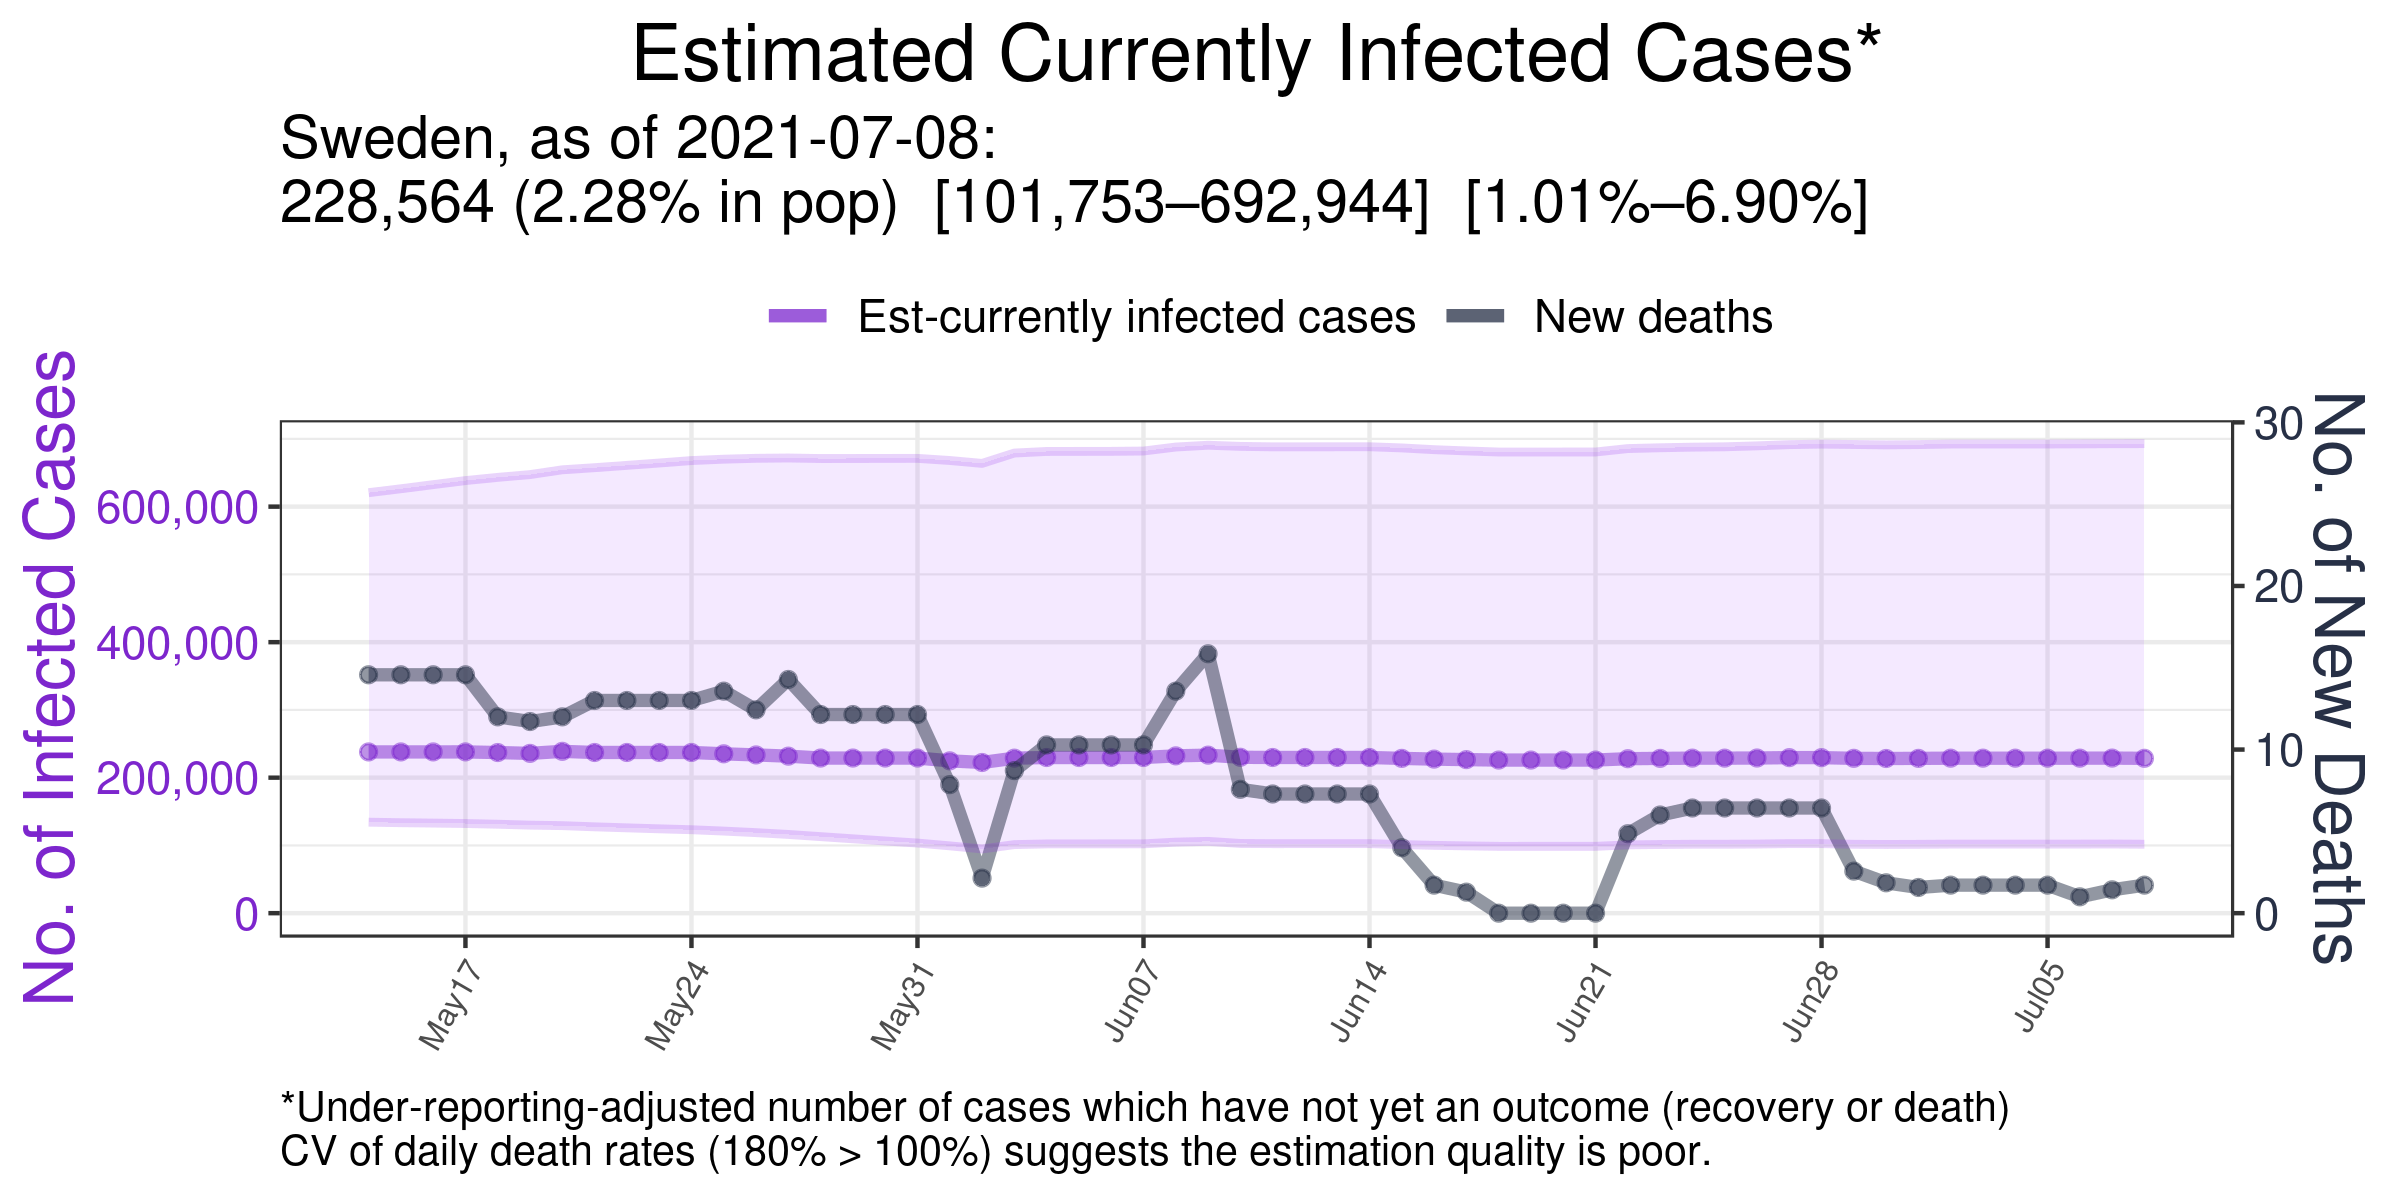 Estimated Currently Infected Cases*
Sweden, as of 2021-07-08:
228,564 (2.28% in pop)  [101,753–692,944]  [1.01%–6.90%]
Est-currently infected cases
New deaths
No. of Infected Cases
600,000
400,000
200,000
0
30
20
10
0
No. of New Deaths
May17
May24
May31
Jun07
Jun14
Jun21
Jun28
Jul05
*Under-reporting-adjusted number of cases which have not yet an outcome (recovery or death)
CV of daily death rates (180% > 100%) suggests the estimation quality is poor.